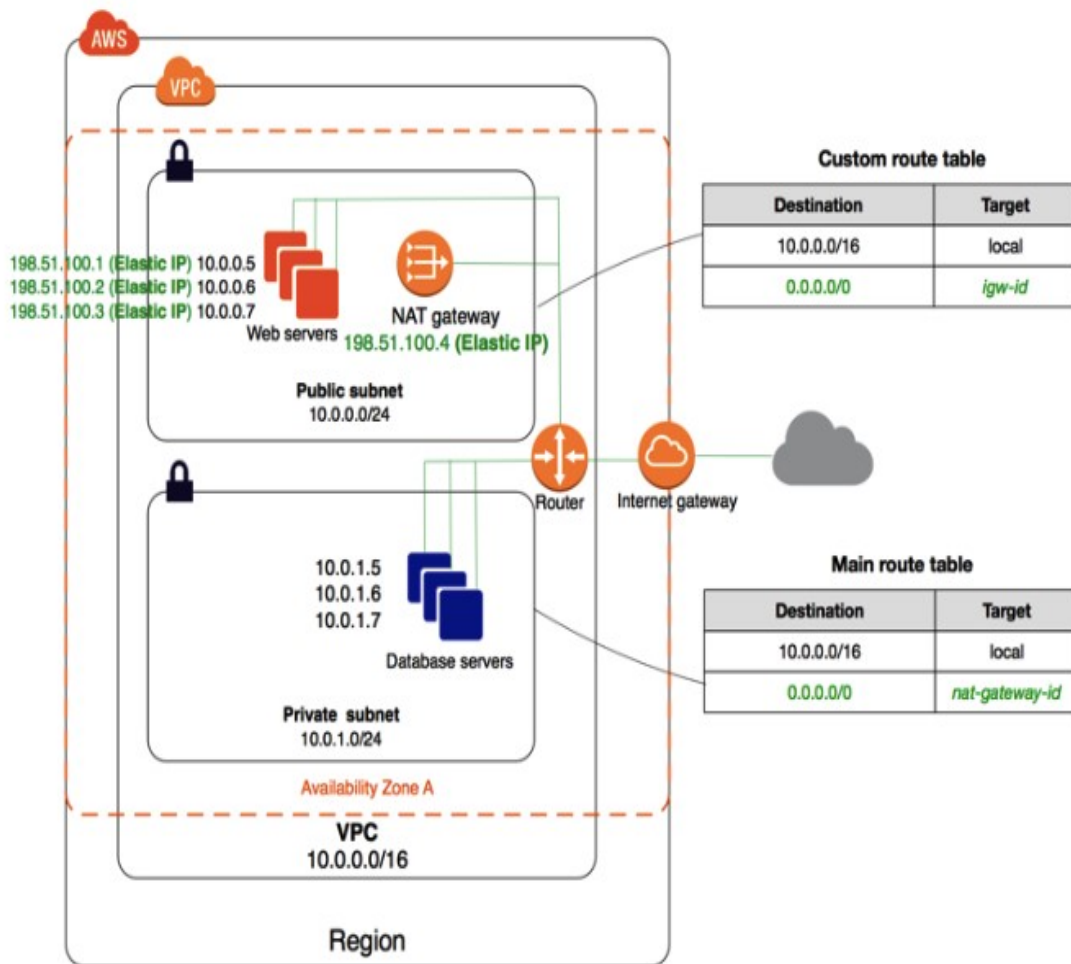 AWS
VPC
198.51.100.1 (Elastic IP) 10.0.0.5
198.51.100.2 (Elastic IP) 10.0.0.6
198.51.100.3 (Elastic IP) 10.0.0.7
Web servers
NAT gateway
198.51.100.4 (Elastic IP)
Public subnet
10.0.0.0/24
Custom route table
Destination Target
10.0.0.0/16 local
0.0.0.0/0 igw-id
Router
Internet gateway
10.0.1.5
10.0.1.6
10.0.1.7
Database servers
Private subnet
10.0.1.0/24
Main route table
Destination Target
10.0.0.0/16 local
0.0.0.0/0 nat-gateway-id
Availability Zone A
VPC
10.0.0.0/16
Region